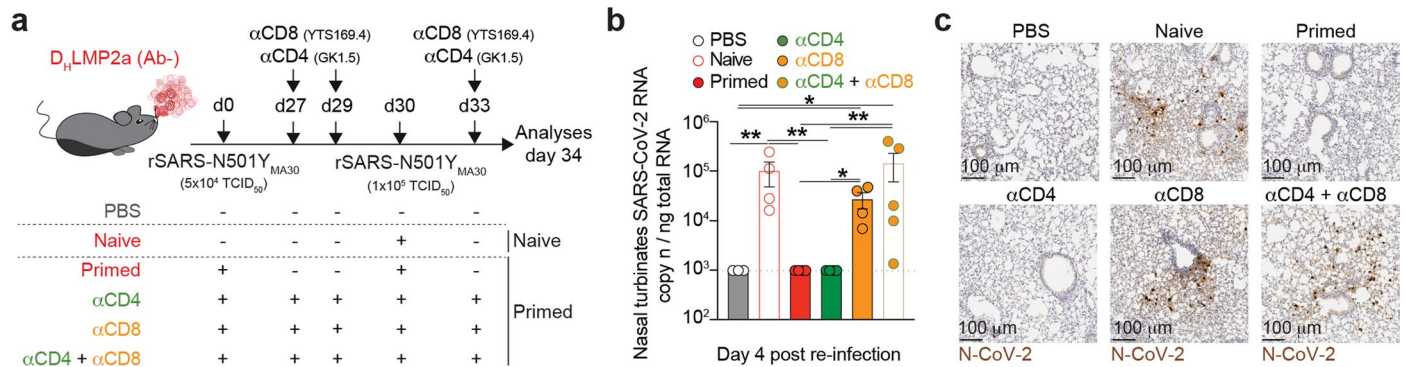 a
αCD8 (YTS169.4) αCD8 (YTS169.4)
DHLMP2a (Ab-) αCD4 (GK1.5) αCD4 (GK1.5)
d0 d27 d29 d30 d33
Analyses
day 34
rSARS-N501YMA30 rSARS-N501YMA30
(5x10⁴ TCID50) (1x10⁵ TCID50)
PBS - - - - -
Naive - - - + - Naive
Primed + - - + -
αCD4 + + + + + Primed
αCD8 + + + + +
αCD4 + αCD8 + + + + +
b
PBS αCD4
Naive αCD8
Primed αCD4 + αCD8
Nasal turbinates SARS-CoV-2 RNA
copy n / ng total RNA
10⁶
10⁵
10⁴
10³
10²
*
**
** **
*
Day 4 post re-infection
c
PBS Naive Primed
100 µm 100 µm 100 µm
αCD4 αCD8 αCD4 + αCD8
100 µm 100 µm 100 µm
N-CoV-2 N-CoV-2 N-CoV-2